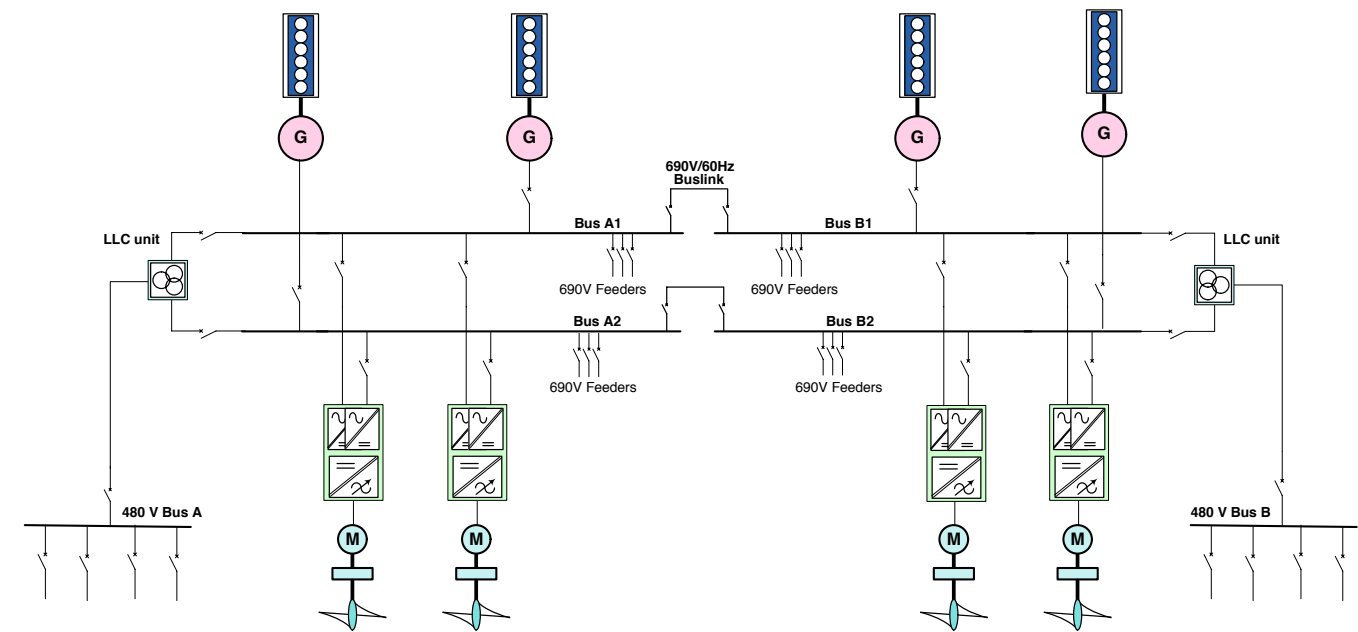 G
G
G
G
690V/60Hz
Buslink
Bus A1
Bus B1
LLC unit
LLC unit
690V Feeders
690V Feeders
Bus A2
Bus B2
690V Feeders
690V Feeders
480 V Bus A
480 V Bus B
M
M
M
M